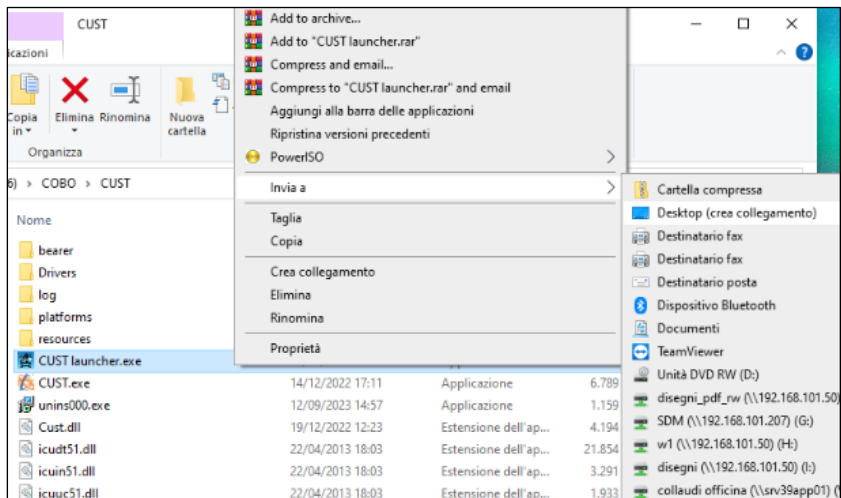 CUST
icazioni
Copia
in
Elimina
Rinomina
Nuova
cartella
Organizza
6) > COBO > CUST
Nome
bearer
Drivers
log
platforms
resources
CUST launcher.exe
CUST.exe 14/12/2022 17:11 Applicazione 6.789
unins000.exe 12/09/2023 14:57 Applicazione 1.159
Cust.dll 19/12/2022 12:23 Estensione dell'ap... 4.194
icudt51.dll 22/04/2013 18:03 Estensione dell'ap... 21.854
icuin51.dll 22/04/2013 18:03 Estensione dell'ap... 3.291
icuuc51.dll 22/04/2013 18:03 Estensione dell'ap... 1.933
Add to archive...
Add to "CUST launcher.rar"
Compress and email...
Compress to "CUST launcher.rar" and email
Aggiungi alla barra delle applicazioni
Ripristina versioni precedenti
PowerISO
Invia a
Taglia
Copia
Crea collegamento
Elimina
Rinomina
Proprietà
Cartella compressa
Desktop (crea collegamento)
Destinatario fax
Destinatario fax
Destinatario posta
Dispositivo Bluetooth
Documenti
TeamViewer
Unità DVD RW (D:)
disegni_pdf_rw (\\192.168.101.50)
SDM (\\192.168.101.207) (G:)
w1 (\\192.168.101.50) (H:)
disegni (\\192.168.101.50) (I:)
collaudi officina (\\srv39app01) (